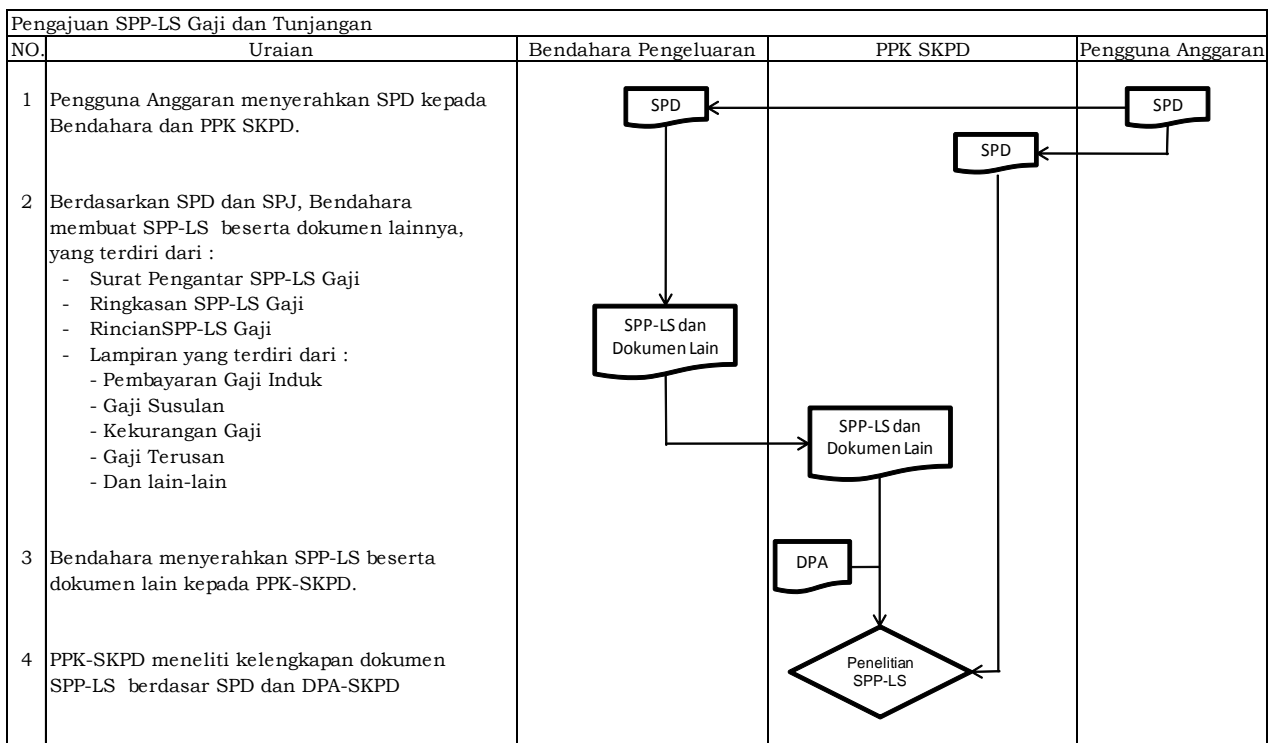 Pengajuan SPP-LS Gaji dan Tunjangan
NO. Uraian Bendahara Pengeluaran PPK SKPD Pengguna Anggaran
1 Pengguna Anggaran menyerahkan SPD kepada
Bendahara dan PPK SKPD.
2 Berdasarkan SPD dan SPJ, Bendahara
membuat SPP-LS beserta dokumen lainnya,
yang terdiri dari :
- Surat Pengantar SPP-LS Gaji
- Ringkasan SPP-LS Gaji
- RincianSPP-LS Gaji
- Lampiran yang terdiri dari :
- Pembayaran Gaji Induk
- Gaji Susulan
- Kekurangan Gaji
- Gaji Terusan
- Dan lain-lain
3 Bendahara menyerahkan SPP-LS beserta
dokumen lain kepada PPK-SKPD.
4 PPK-SKPD meneliti kelengkapan dokumen
SPP-LS berdasar SPD dan DPA-SKPD
SPD
SPP-LS dan
Dokumen Lain
SPD
SPP-LS dan
Dokumen Lain
DPA
Penelitian
SPP-LS
SPD